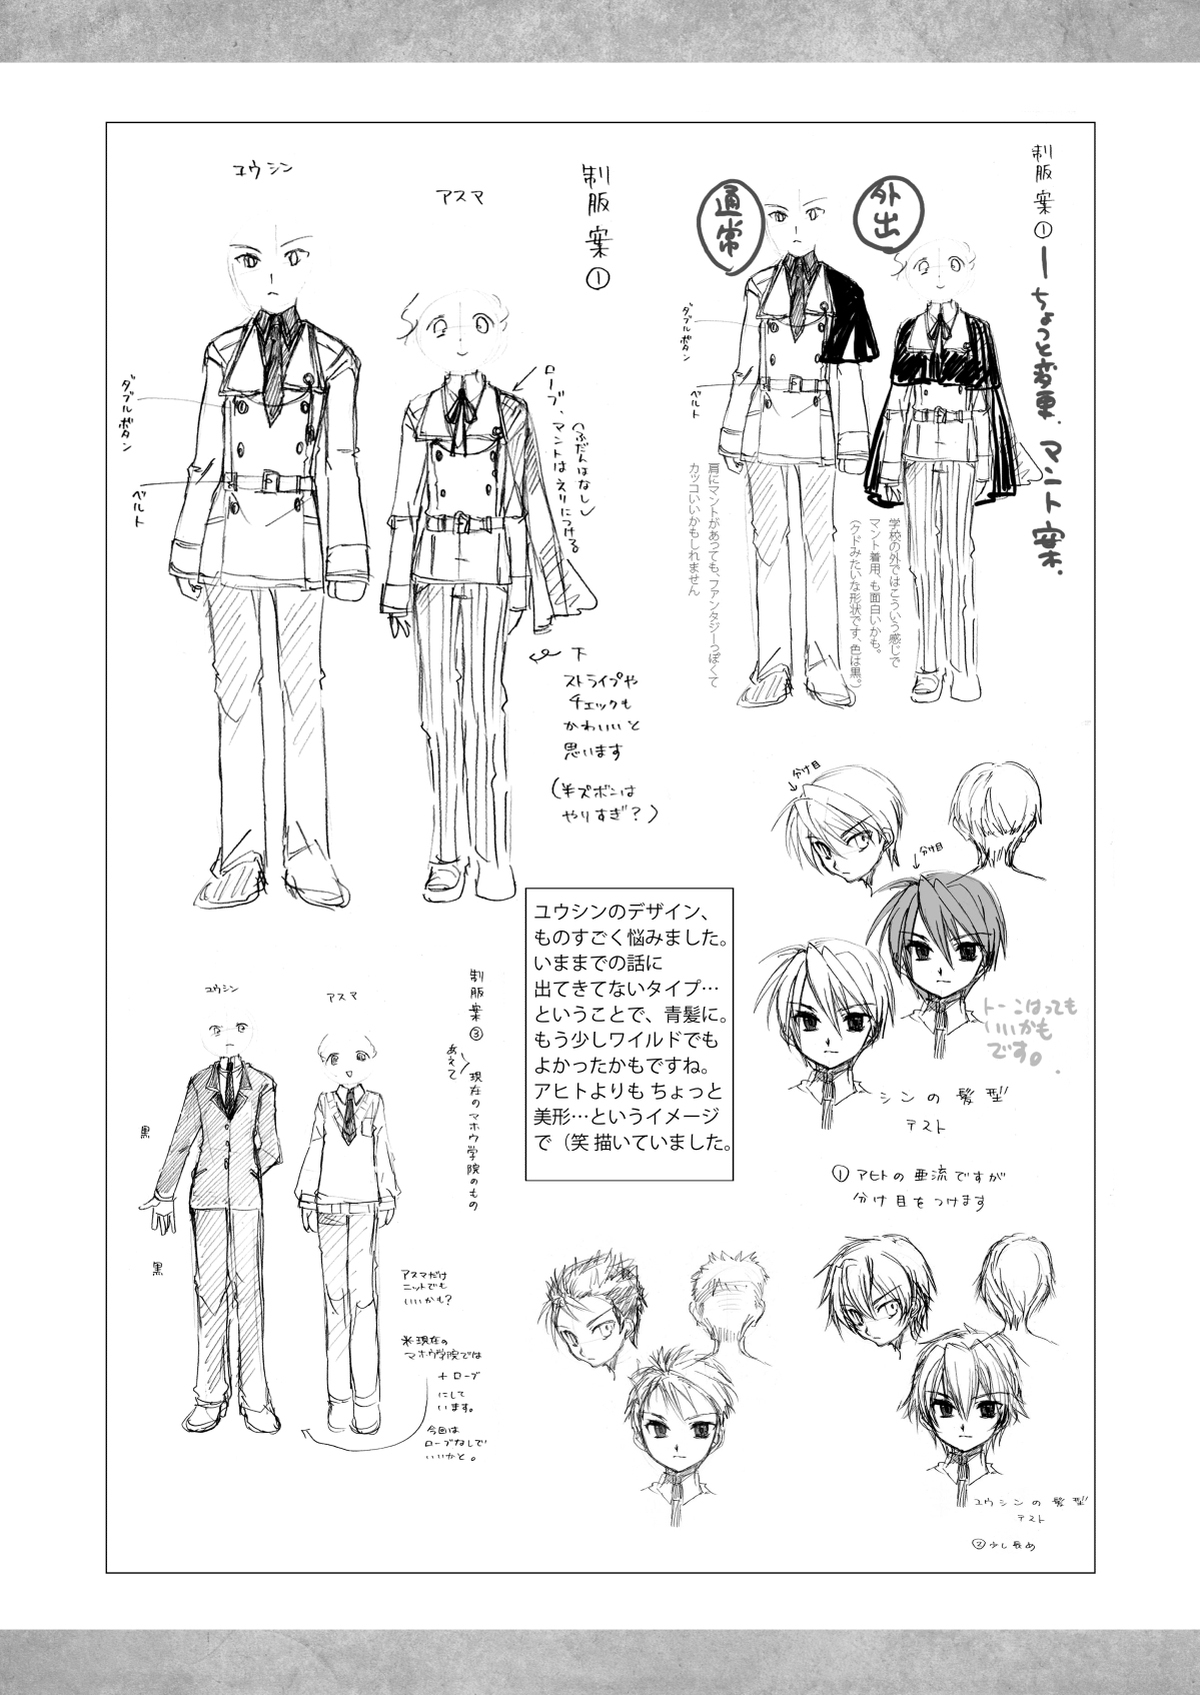 制服案①ーちょっと変更.マント案.
通常
外出
ダブルボタン
ベルト
学校の外ではこういう感じで
マント着用、も面白いかも。
(クドみたいな形状です、色は黒。)
肩にマントがあっても、ファンタジーっぽくて
カッコいいかもしれません
制服案①
ユウシン
アスマ
ダブルボタン
ベルト
ローブ、マントはえりにつける
(ふだんはなし)
下
ストライプや
チェックも
かわいいと
思います
(半ズボンは
やりすぎ?)
分け目
分け目
トーンはっても
いいかも
です。
シンの髪型
テスト
①アヒトの亜流ですが
分け目をつけます
ユウシンのデザイン、
ものすごく悩みました。
いままでの話に
出てきてないタイプ…
ということで、青髪に。
もう少しワイルドでも
よかったかもですね。
アヒトよりも ちょっと
美形…というイメージ
で(笑 描いていました。
制服案③
あえて
現在のマホウ学院のもの
ユウシン
アスマ
黒
黒
アスマだけ
ニットでも
いいかも?
※現在の
マホウ学院では
+ローブ
にして
います。
今回は
ローブなしで
いいかと。
ユウシンの髪型
テスト
②少し長め